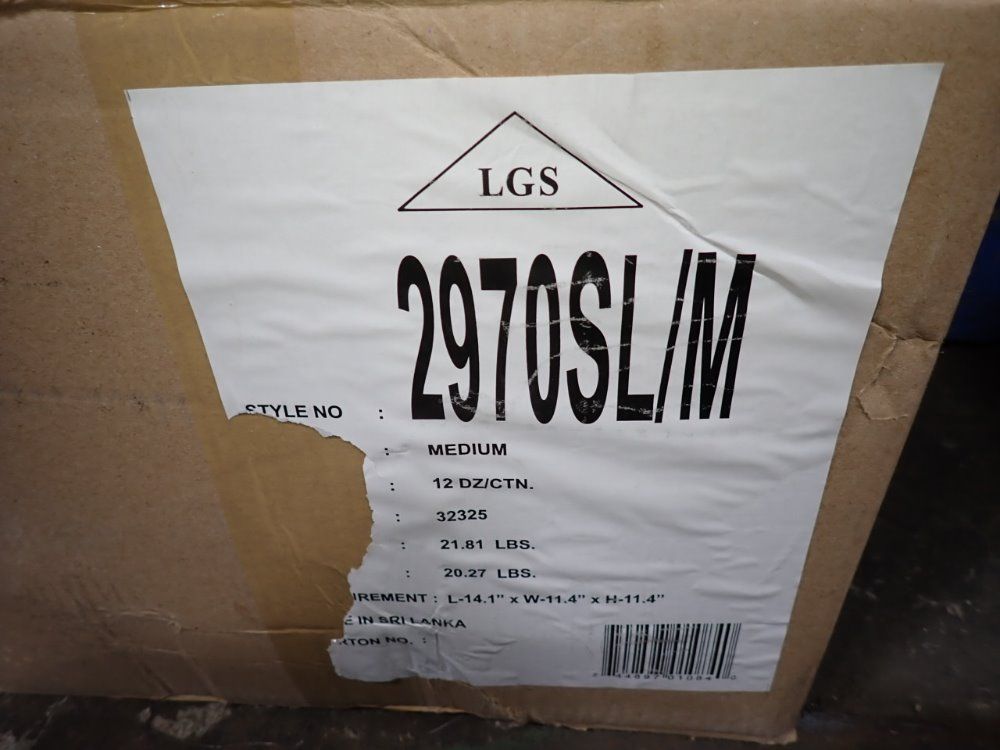 LGS
2970SL/M
STYLE NO :
: MEDIUM
: 12 DZ/CTN.
: 32325
: 21.81 LBS.
: 20.27 LBS.
IREMENT : L-14.1" x W-11.4" x H-11.4"
E IN SRI LANKA
RTON NO. :